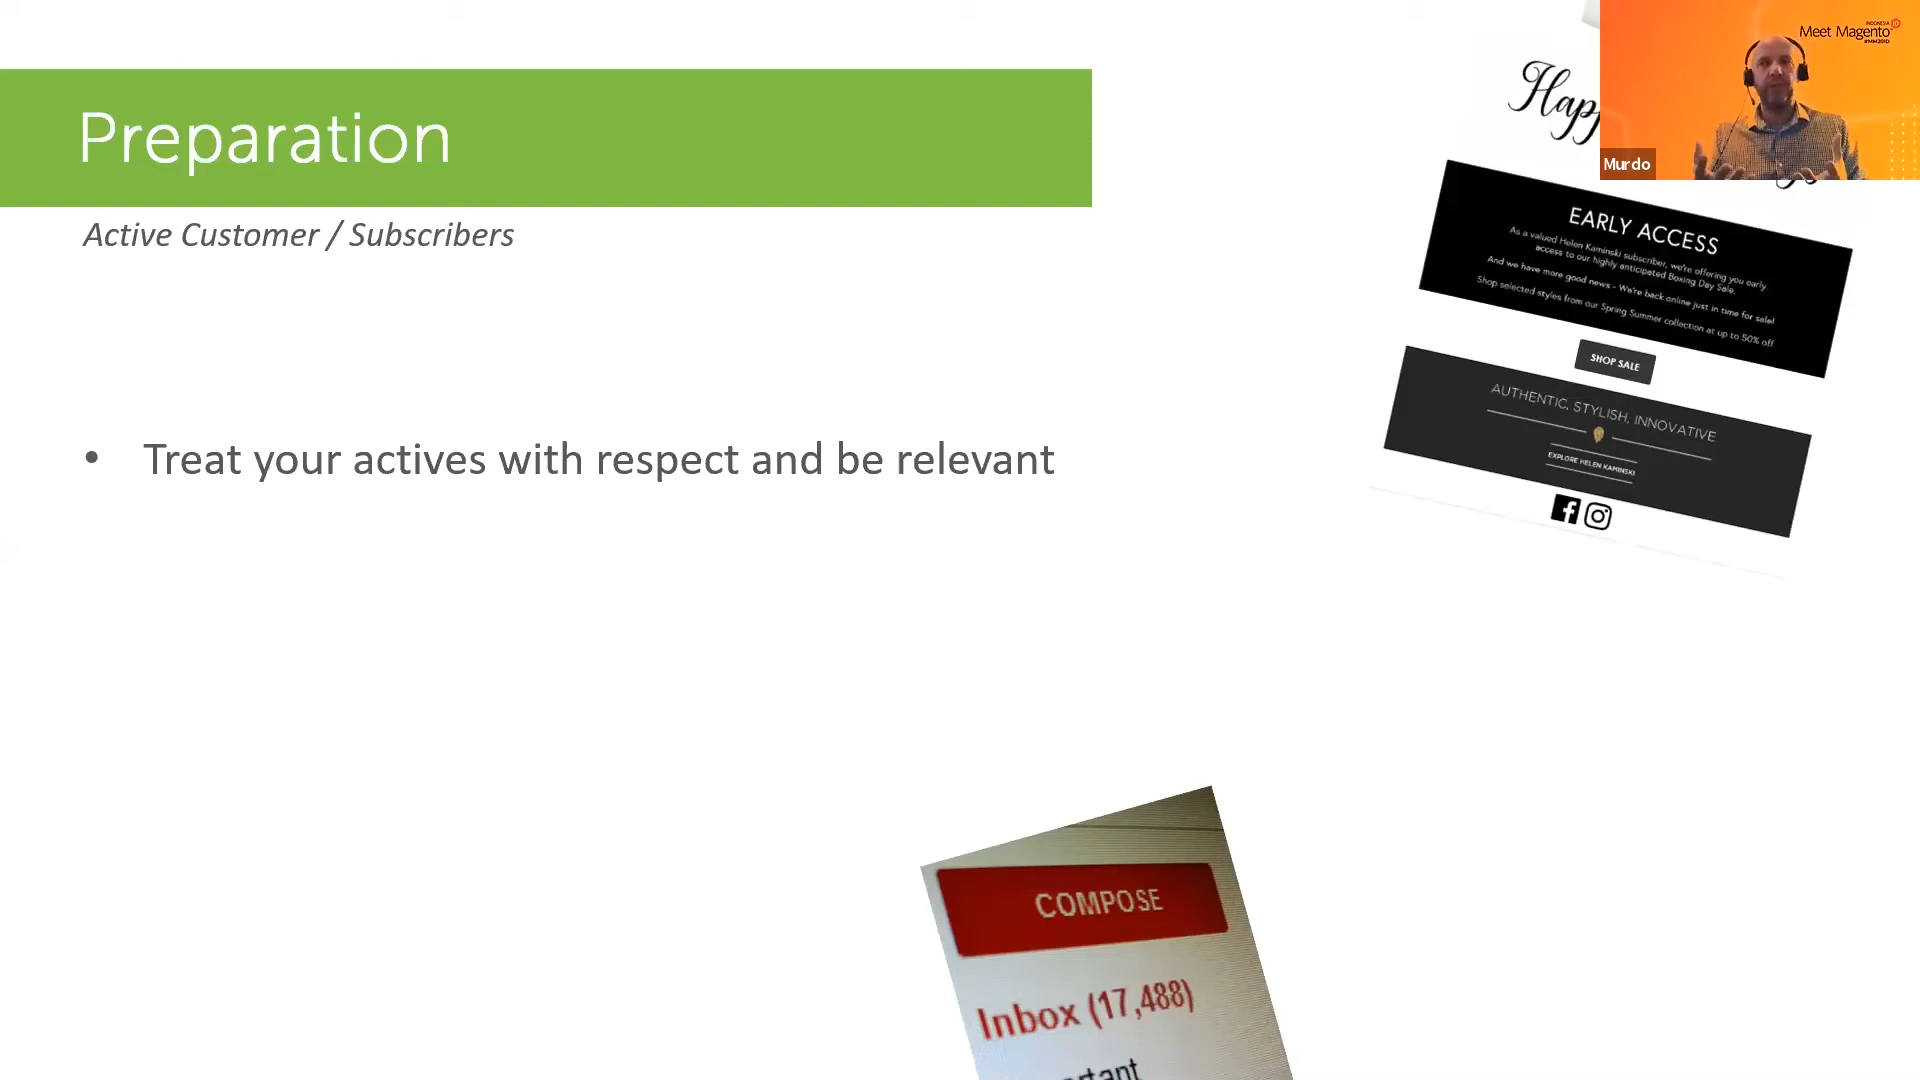 Preparation
Active Customer / Subscribers
• Treat your actives with respect and be relevant
INDONESIA
Meet Magento
#MM20ID
Murdo
EARLY ACCESS
As a valued Helen Kaminski subscriber, we're offering you early
access to our highly anticipated Boxing Day Sale.
And we have more good news - We're back online just in time for sale!
Shop selected styles from our Spring Summer collection at up to 50% off
SHOP SALE
AUTHENTIC, STYLISH, INNOVATIVE
EXPLORE HELEN KAMINSKI
COMPOSE
Inbox (17,488)